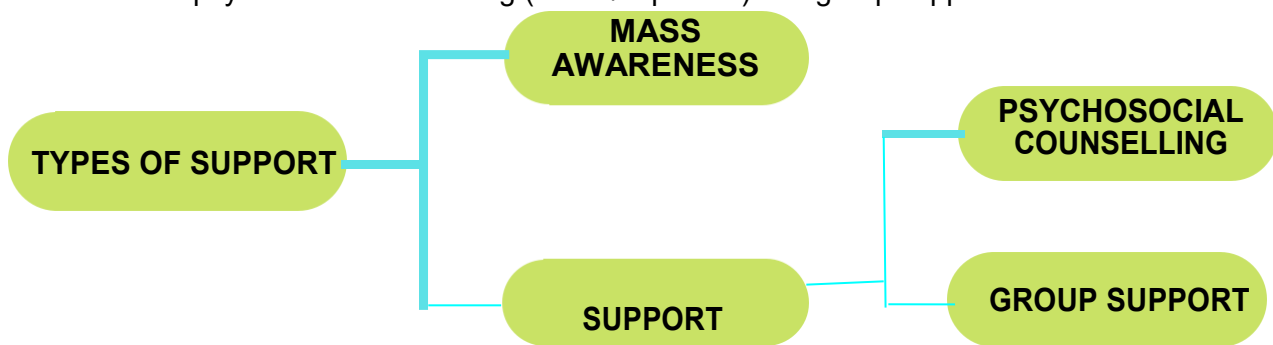 MASS
AWARENESS
PSYCHOSOCIAL
COUNSELLING
TYPES OF SUPPORT
GROUP SUPPORT
SUPPORT